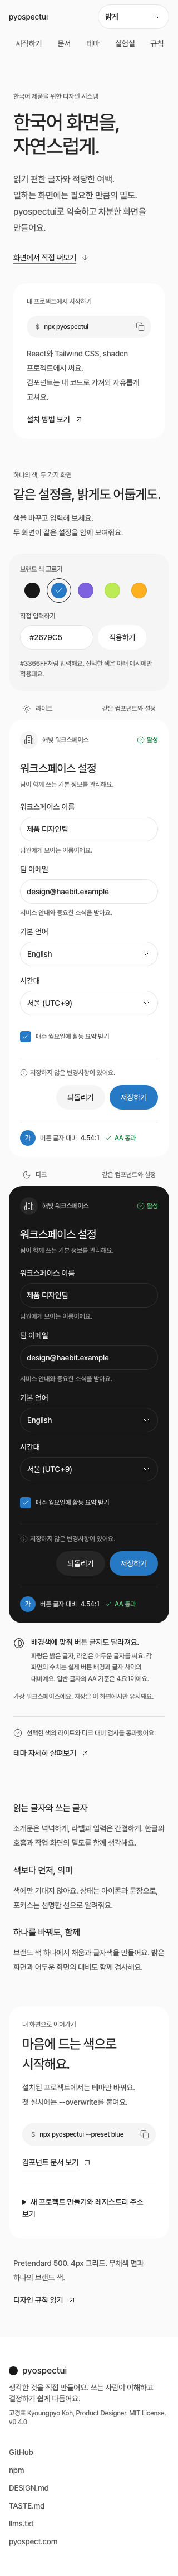 pyospectui
밝게
시작하기 문서 테마 실험실 규칙
한국어 제품을 위한 디자인 시스템
한국어 화면을,
자연스럽게.
읽기 편한 글자와 적당한 여백.
일하는 화면에는 필요한 만큼의 밀도.
pyospectui로 익숙하고 차분한 화면을
만들어요.
화면에서 직접 써보기
내 프로젝트에서 시작하기
$ npx pyospectui
React와 Tailwind CSS, shadcn
프로젝트에서 써요.
컴포넌트는 내 코드로 가져와 자유롭게
고쳐요.
설치 방법 보기
하나의 색, 두 가지 화면
같은 설정을, 밝게도 어둡게도.
색을 바꾸고 입력해 보세요.
두 화면이 같은 설정을 함께 보여줘요.
브랜드 색 고르기
직접 입력하기
#2679C5
적용하기
#3366FF처럼 입력해요. 선택한 색은 아래 예시에만
적용돼요.
라이트
같은 컴포넌트와 설정
해빛 워크스페이스
활성
워크스페이스 설정
팀이 함께 쓰는 기본 정보를 관리해요.
워크스페이스 이름
제품 디자인팀
팀원에게 보이는 이름이에요.
팀 이메일
design@haebit.example
서비스 안내와 중요한 소식을 받아요.
기본 언어
English
시간대
서울 (UTC+9)
매주 월요일에 활동 요약 받기
저장하지 않은 변경사항이 있어요.
되돌리기
저장하기
가 버튼 글자 대비 4.54:1 AA 통과
다크
같은 컴포넌트와 설정
해빛 워크스페이스
활성
워크스페이스 설정
팀이 함께 쓰는 기본 정보를 관리해요.
워크스페이스 이름
제품 디자인팀
팀원에게 보이는 이름이에요.
팀 이메일
design@haebit.example
서비스 안내와 중요한 소식을 받아요.
기본 언어
English
시간대
서울 (UTC+9)
매주 월요일에 활동 요약 받기
저장하지 않은 변경사항이 있어요.
되돌리기
저장하기
가 버튼 글자 대비 4.54:1 AA 통과
배경색에 맞춰 버튼 글자도 달라져요.
파랑은 밝은 글자, 라임은 어두운 글자를 써요. 각
화면의 수치는 실제 버튼 배경과 글자 사이의
대비예요. 일반 글자의 AA 기준은 4.5:1이에요.
가상 워크스페이스예요. 저장은 이 화면에서만 유지돼요.
선택한 색의 라이트와 다크 대비 검사를 통과했어요.
테마 자세히 살펴보기
읽는 글자와 쓰는 글자
소개문은 넉넉하게, 라벨과 입력은 간결하게. 한글의
호흡과 작업 화면의 밀도를 함께 생각해요.
색보다 먼저, 의미
색에만 기대지 않아요. 상태는 아이콘과 문장으로,
포커스는 선명한 선으로 알려줘요.
하나를 바꿔도, 함께
브랜드 색 하나에서 채움과 글자색을 만들어요. 밝은
화면과 어두운 화면의 대비도 함께 검사해요.
내 화면으로 이어가기
마음에 드는 색으로
시작해요.
설치된 프로젝트에서는 테마만 바꿔요.
첫 설치에는 --overwrite를 붙여요.
$ npx pyospectui --preset blue
컴포넌트 문서 보기
새 프로젝트 만들기와 레지스트리 주소
보기
Pretendard 500. 4px 그리드. 무채색 면과
하나의 브랜드 색.
디자인 규칙 읽기
pyospectui
생각한 것을 직접 만들어요. 쓰는 사람이 이해하고
결정하기 쉽게 다듬어요.
고경표 Kyoungpyo Koh, Product Designer. MIT License.
v0.4.0
GitHub
npm
DESIGN.md
TASTE.md
llms.txt
pyospect.com